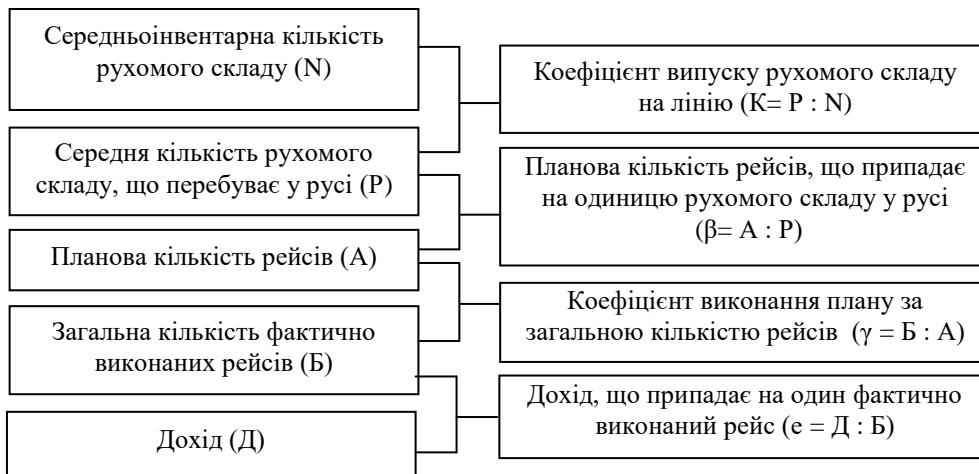 Середньоінвентарна кількість
рухомого складу (N)
Середня кількість рухомого
складу, що перебуває у русі (Р)
Планова кількість рейсів (А)
Загальна кількість фактично
виконаних рейсів (Б)
Дохід (Д)
Коефіцієнт випуску рухомого складу
на лінію (К= Р : N)
Планова кількість рейсів, що припадає
на одиницю рухомого складу у русі
(β= А : Р)
Коефіцієнт виконання плану за
загальною кількістю рейсів (γ = Б : А)
Дохід, що припадає на один фактично
виконаний рейс (е = Д : Б)